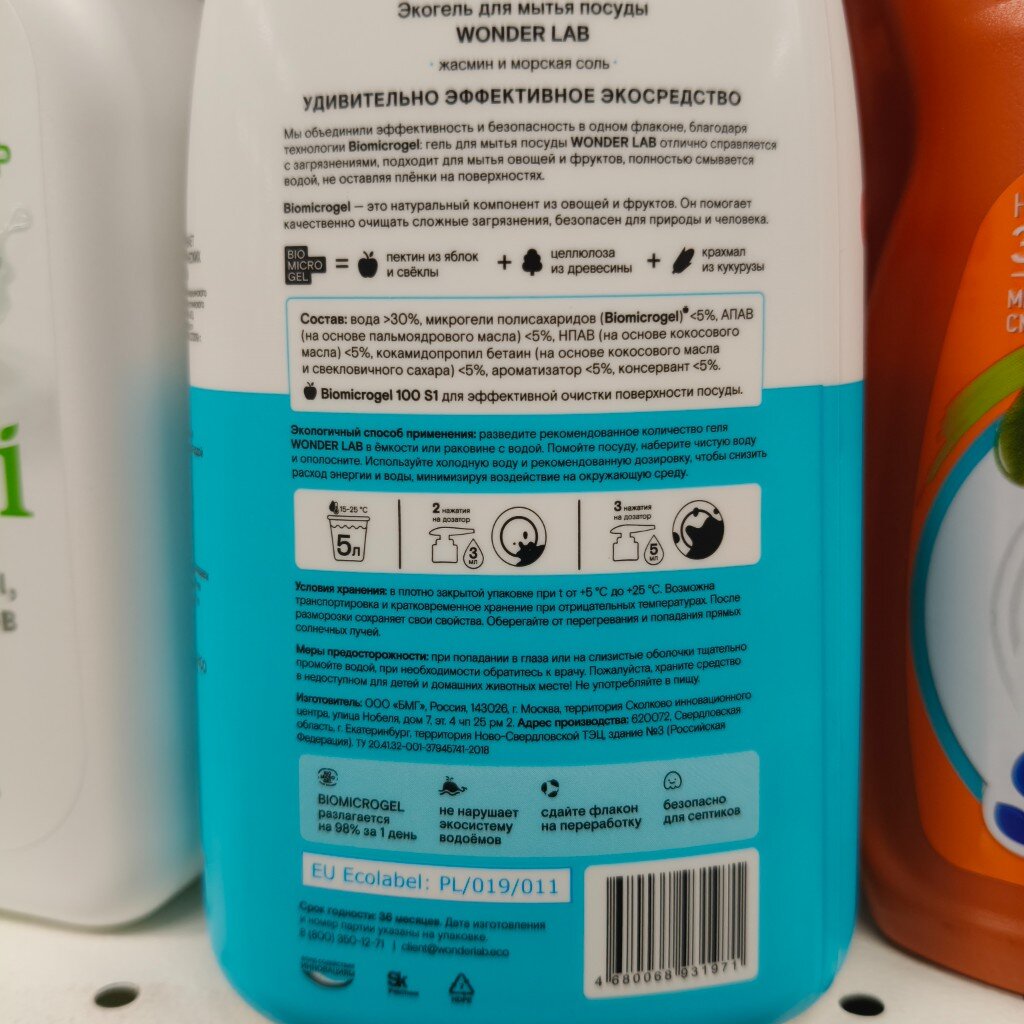 Экогель для мытья посуды
WONDER LAB
· жасмин и морская соль ·
УДИВИТЕЛЬНО ЭФФЕКТИВНОЕ ЭКОСРЕДСТВО
Мы объединили эффективность и безопасность в одном флаконе, благодаря
технологии Biomicrogel: гель для мытья посуды WONDER LAB отлично справляется
с загрязнениями, подходит для мытья овощей и фруктов, полностью смывается
водой, не оставляя плёнки на поверхностях.
Biomicrogel — это натуральный компонент из овощей и фруктов. Он помогает
качественно очищать сложные загрязнения, безопасен для природы и человека.
BIO
MICRO
GEL
=
пектин из яблок
и свёклы
+
целлюлоза
из древесины
+
крахмал
из кукурузы
Состав: вода >30%, микрогели полисахаридов (Biomicrogel) <5%, АПАВ
(на основе пальмоядрового масла) <5%, НПАВ (на основе кокосового
масла) <5%, кокамидопропил бетаин (на основе кокосового масла
и свекловичного сахара) <5%, ароматизатор <5%, консервант <5%.
Biomicrogel 100 S1 для эффективной очистки поверхности посуды.
Экологичный способ применения: разведите рекомендованное количество геля
WONDER LAB в ёмкости или раковине с водой. Помойте посуду, наберите чистую воду
и ополосните. Используйте холодную воду и рекомендованную дозировку, чтобы снизить
расход энергии и воды, минимизируя воздействие на окружающую среду.
15-25 °C
5л
2 нажатия
на дозатор
3
мл
3 нажатия
на дозатор
5
мл
Условия хранения: в плотно закрытой упаковке при t от +5 °C до +25 °C. Возможна
транспортировка и кратковременное хранение при отрицательных температурах. После
разморозки сохраняет свои свойства. Оберегайте от перегревания и попадания прямых
солнечных лучей.
Меры предосторожности: при попадании в глаза или на слизистые оболочки тщательно
промойте водой, при необходимости обратитесь к врачу. Пожалуйста, храните средство
в недоступном для детей и домашних животных месте! Не употребляйте в пищу.
Изготовитель: ООО «БМГ», Россия, 143026, г. Москва, территория Сколково инновационного
центра, улица Нобеля, дом 7, эт. 4 чп 25 рм 2. Адрес производства: 620072, Свердловская
область, г. Екатеринбург, территория Ново-Свердловской ТЭЦ, здание №3 (Российская
Федерация). ТУ 20.41.32-001-37945741-2018
BIOMICROGEL
разлагается
на 98% за 1 день
не нарушает
экосистему
водоёмов
сдайте флакон
на переработку
безопасно
для септиков
EU Ecolabel: PL/019/011
Срок годности: 36 месяцев. Дата изготовления
и номер партии указаны на упаковке.
8 (800) 350-12-71 | client@wonderlab.eco
Sk
4 680068 931971